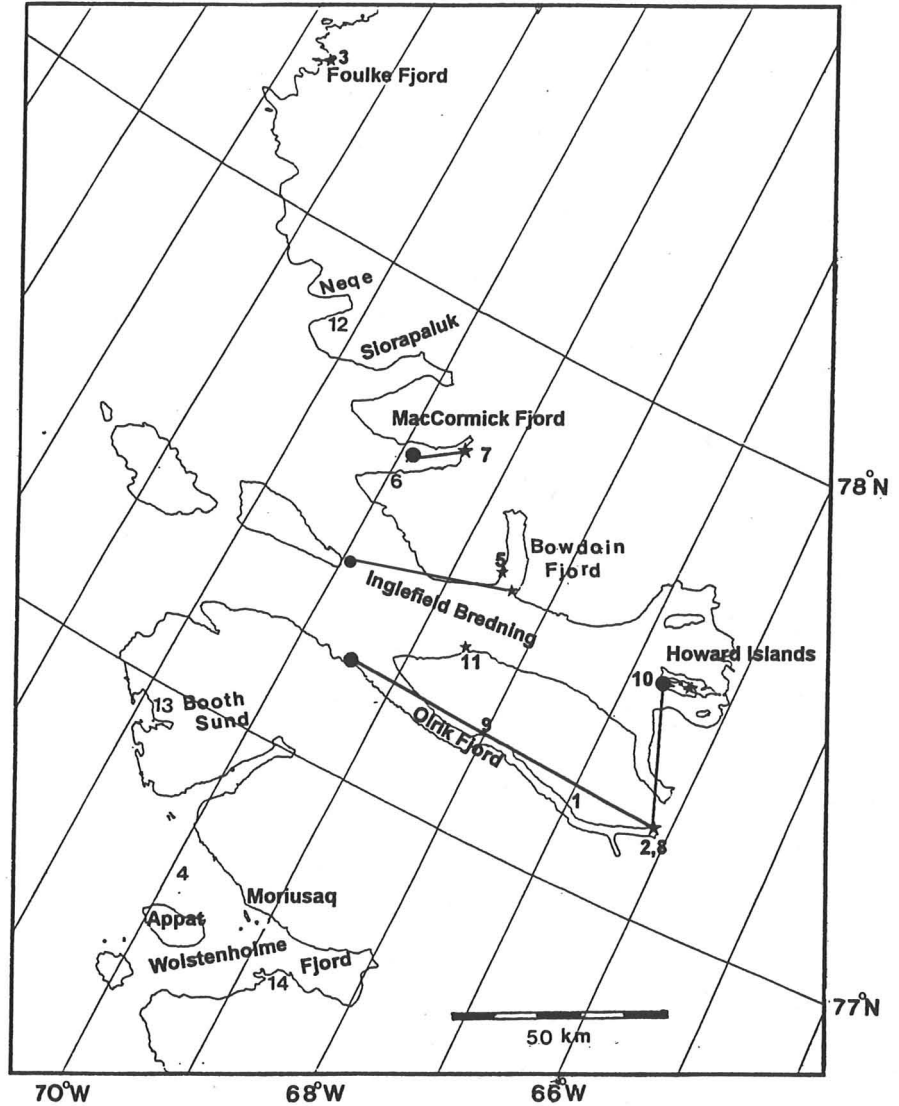 3
Foulke Fjord
Neqe
12
Siorapaluk
MacCormick Fjord
7
6
78°N
5
Bowdoin
Fjord
Inglefield Bredning
11
Howard Islands
10
13 Booth
Sund
9
Olrik Fjord
1
2,8
4
Moriusaq
Appat
Wolstenholme
Fjord
14
77°N
50 km
70°W
68°W
66°W